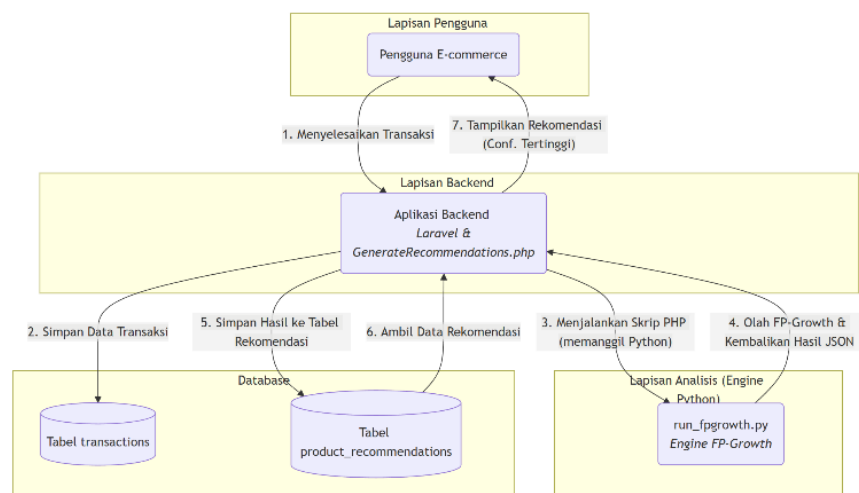 Lapisan Pengguna
Pengguna E-commerce
1. Menyelesaikan Transaksi
7. Tampilkan Rekomendasi
(Conf. Tertinggi)
Lapisan Backend
Aplikasi Backend
Laravel &
GenerateRecommendations.php
2. Simpan Data Transaksi
5. Simpan Hasil ke Tabel
Rekomendasi
6. Ambil Data Rekomendasi
3. Menjalankan Skrip PHP
(memanggil Python)
4. Olah FP-Growth &
Kembalikan Hasil JSON
Database
Tabel transactions
Tabel
product_recommendations
Lapisan Analisis (Engine
Python)
run_fpgrowth.py
Engine FP-Growth